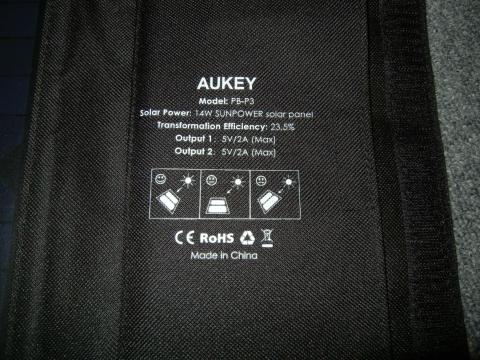 AUKEY
Model: PB-P3
Solar Power: 14W SUNPOWER solar panel
Transformation Efficiency: 23.5%
Output 1: 5V/2A (Max)
Output 2: 5V/2A (Max)
CE RoHS
Made in China